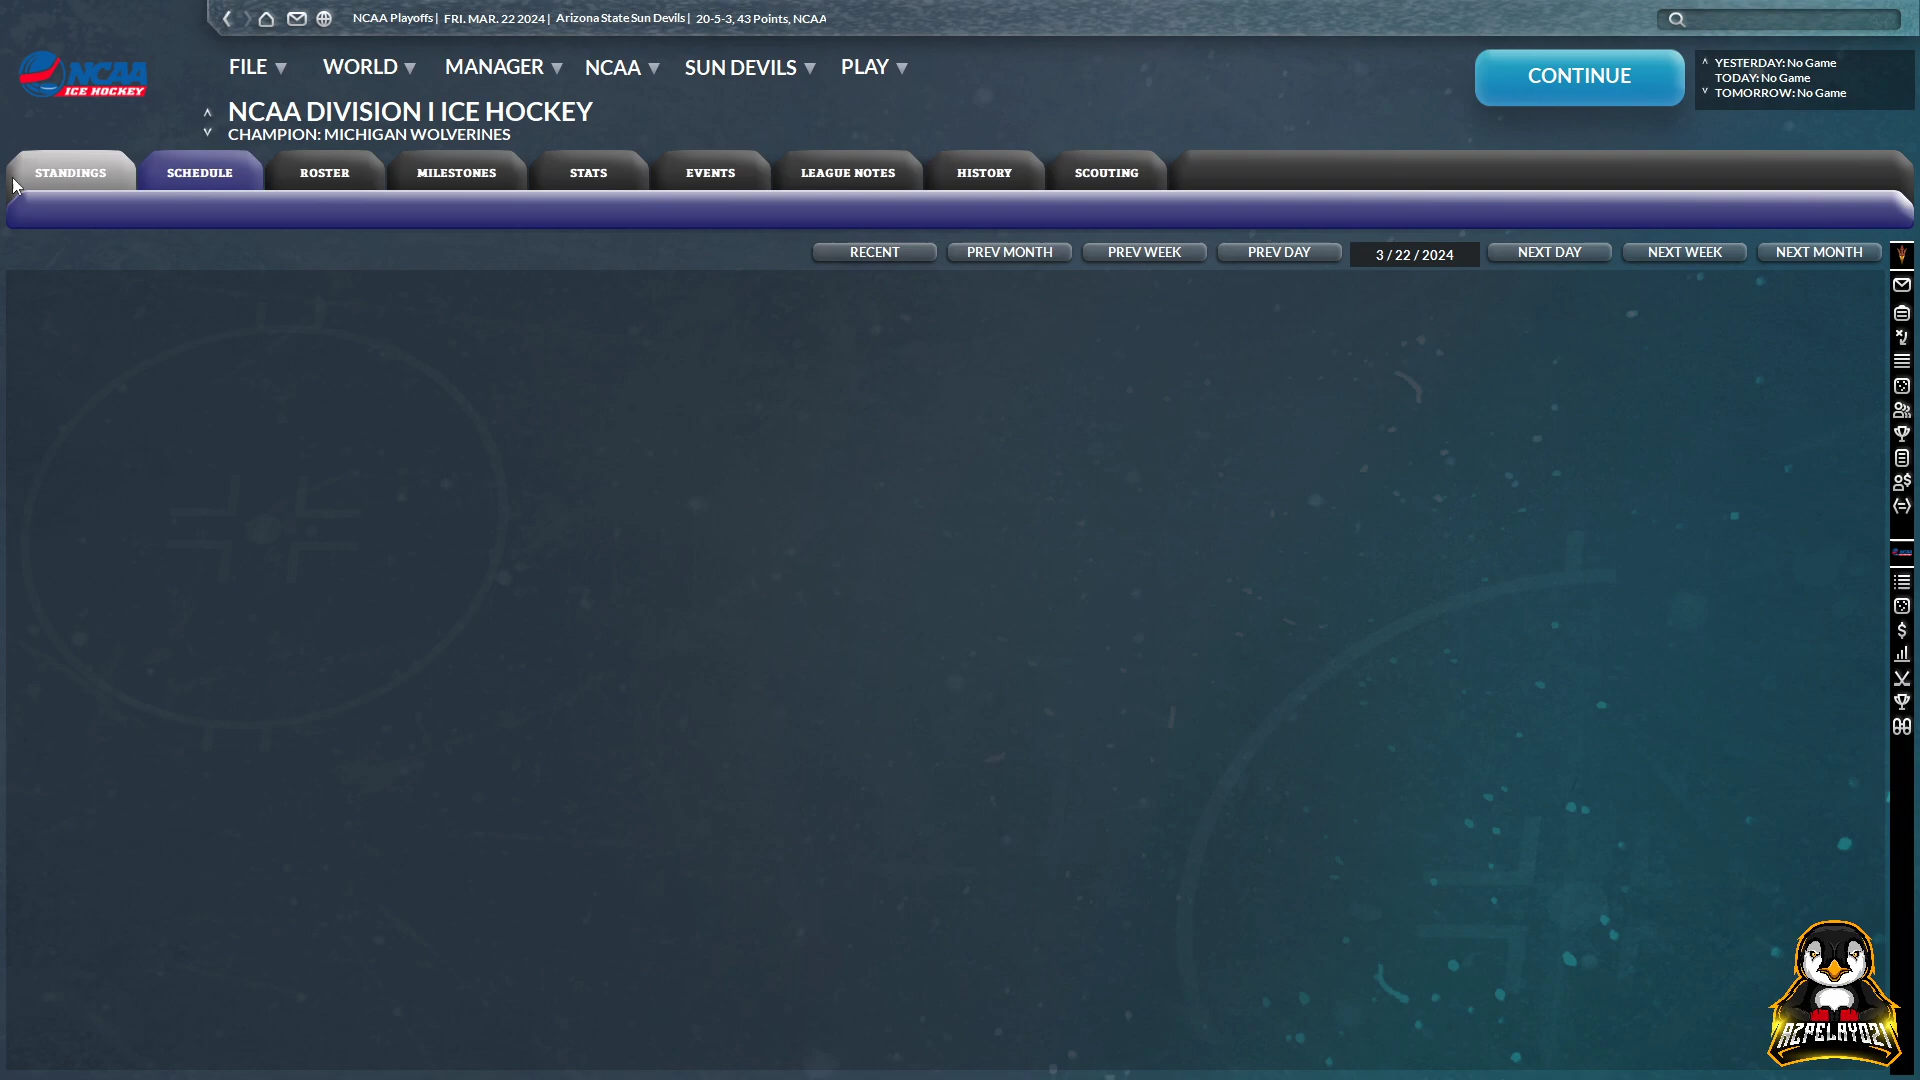 NCAA Playoffs | FRI. MAR. 22 2024 | Arizona State Sun Devils | 20-5-3, 43 Points, NCAA
NCAA
ICE HOCKEY
FILE WORLD MANAGER NCAA SUN DEVILS PLAY
CONTINUE
YESTERDAY: No Game
TODAY: No Game
TOMORROW: No Game
NCAA DIVISION I ICE HOCKEY
CHAMPION: MICHIGAN WOLVERINES
STANDINGS SCHEDULE ROSTER MILESTONES STATS EVENTS LEAGUE NOTES HISTORY SCOUTING
RECENT PREV MONTH PREV WEEK PREV DAY 3 / 22 / 2024 NEXT DAY NEXT WEEK NEXT MONTH
AZPELAYO21